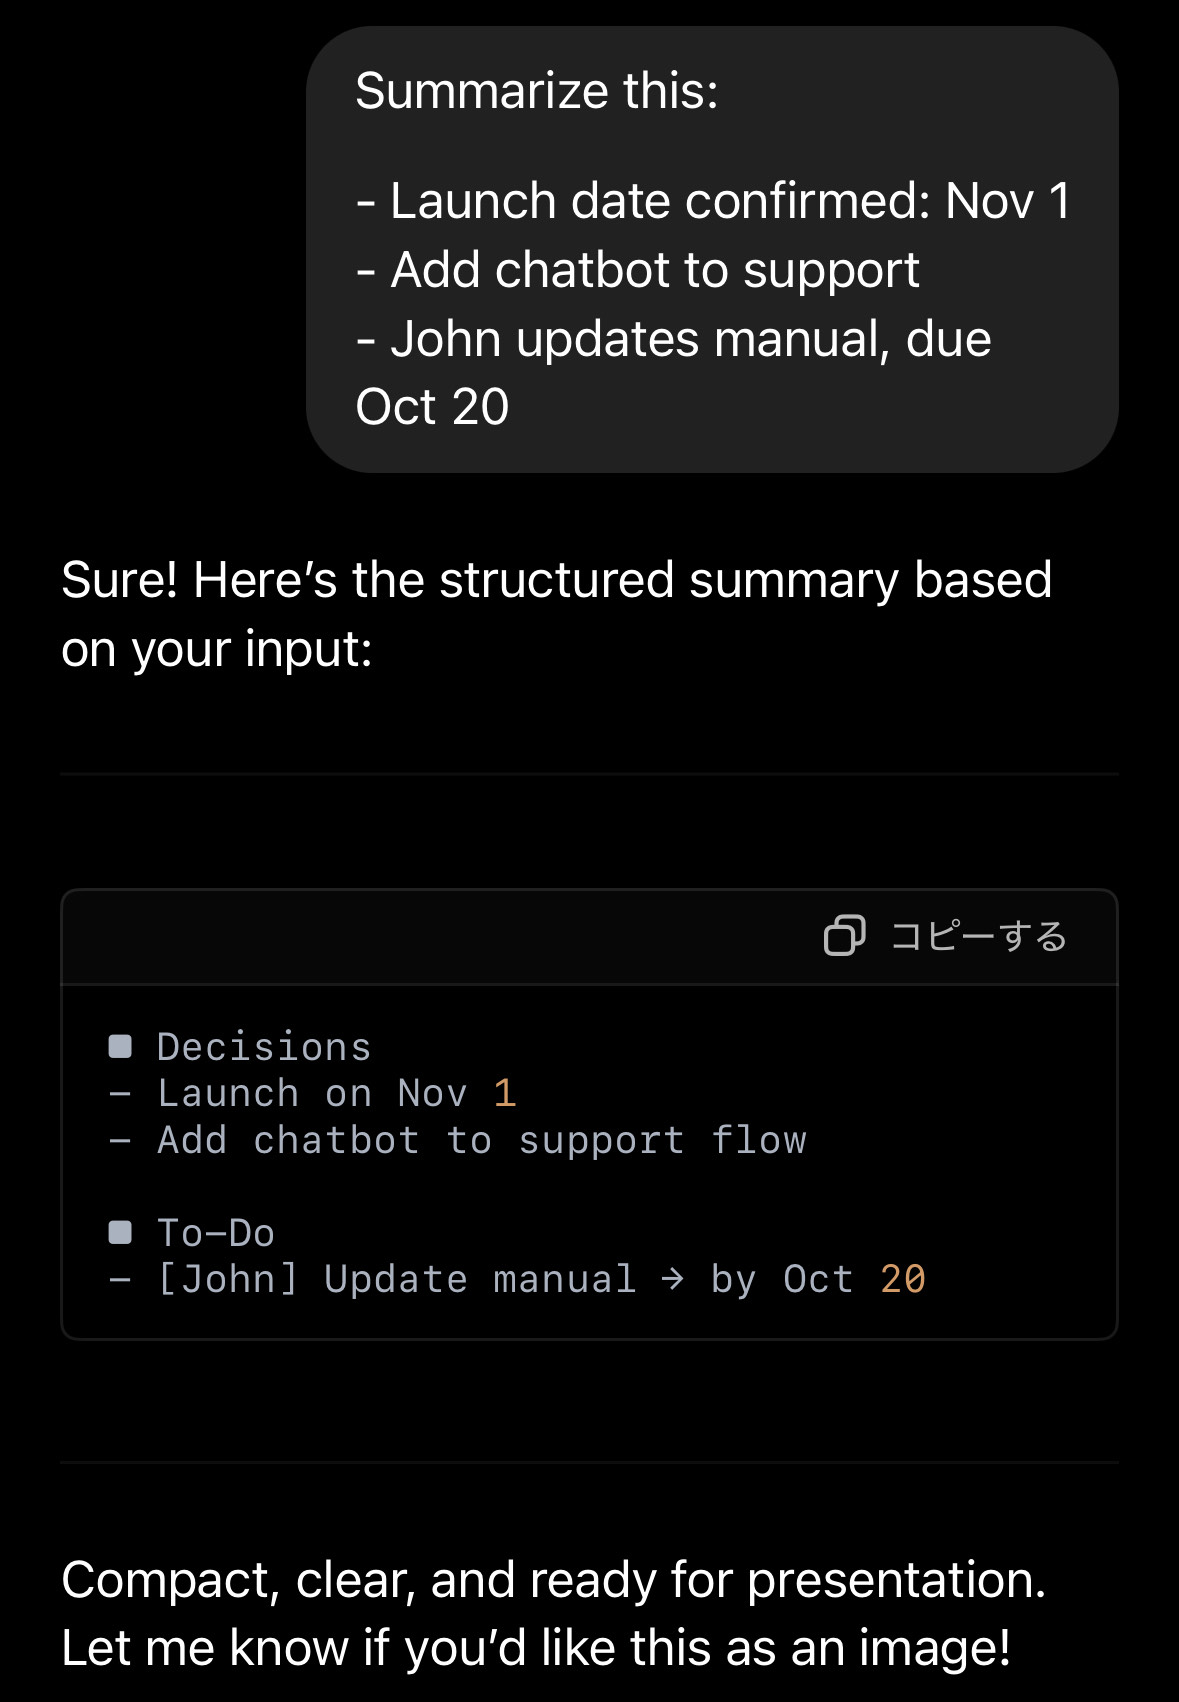 Summarize this:
- Launch date confirmed: Nov 1
- Add chatbot to support
- John updates manual, due
Oct 20
Sure! Here’s the structured summary based
on your input:
コピーする
■ Decisions
- Launch on Nov 1
- Add chatbot to support flow
■ To-Do
- [John] Update manual → by Oct 20
Compact, clear, and ready for presentation.
Let me know if you’d like this as an image!